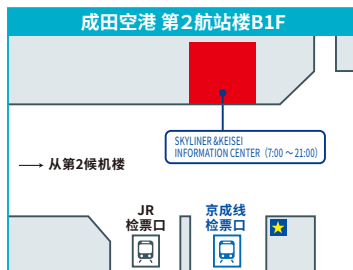 成田空港 第2航站楼B1F
SKYLINER &KEISEI
INFORMATION CENTER（7:00 ～21:00）
→ 从第2候机楼
JR
检票口
京成线
检票口